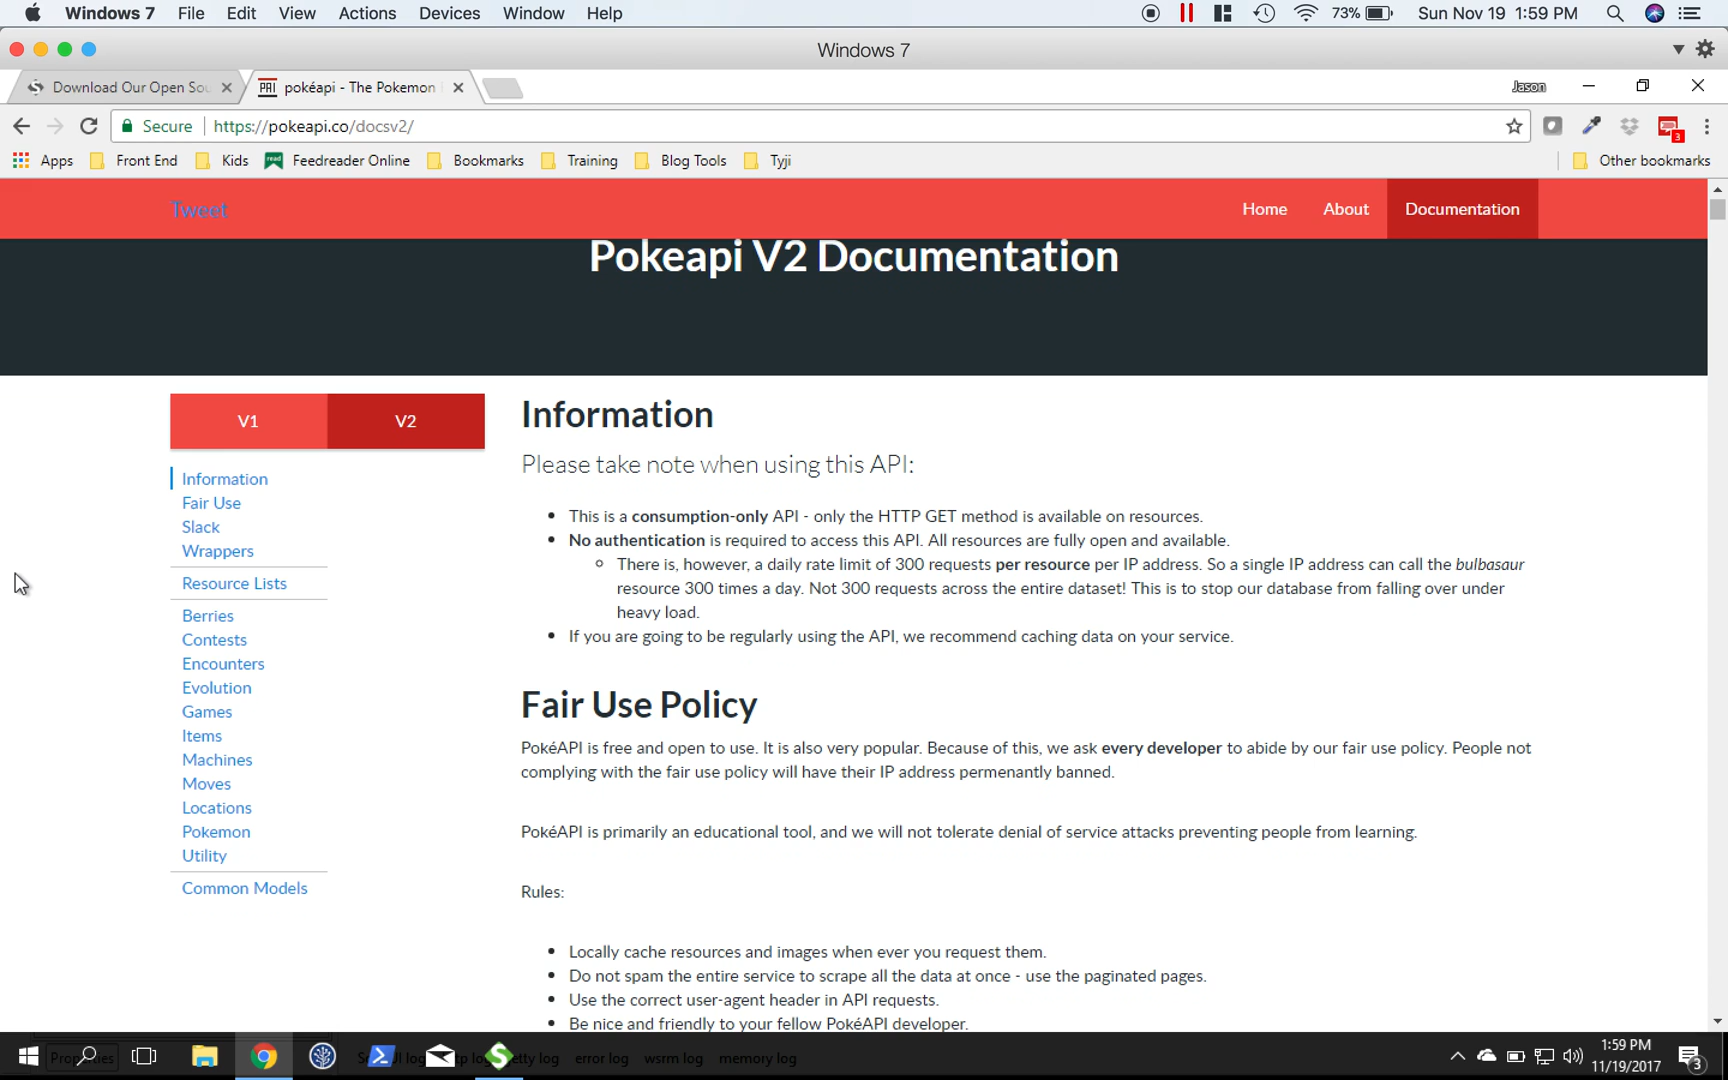 Windows 7 File Edit View Actions Devices Window Help 73% Sun Nov 19 1:59 PM
Windows 7
Download Our Open Sou pokéapi - The Pokemon Jason
Secure https://pokeapi.co/docsv2/
3
Apps Front End Kids Feedreader Online Bookmarks Training Blog Tools Tyji Other bookmarks
Tweet Home About Documentation
Pokeapi V2 Documentation
V1 V2
Information
Fair Use
Slack
Wrappers
Resource Lists
Berries
Contests
Encounters
Evolution
Games
Items
Machines
Moves
Locations
Pokemon
Utility
Common Models
Information
Please take note when using this API:
This is a consumption-only API - only the HTTP GET method is available on resources.
No authentication is required to access this API. All resources are fully open and available.
There is, however, a daily rate limit of 300 requests per resource per IP address. So a single IP address can call the bulbasaur
resource 300 times a day. Not 300 requests across the entire dataset! This is to stop our database from falling over under
heavy load.
If you are going to be regularly using the API, we recommend caching data on your service.
Fair Use Policy
PokéAPI is free and open to use. It is also very popular. Because of this, we ask every developer to abide by our fair use policy. People not
complying with the fair use policy will have their IP address permenantly banned.
PokéAPI is primarily an educational tool, and we will not tolerate denial of service attacks preventing people from learning.
Rules:
Locally cache resources and images when ever you request them.
Do not spam the entire service to scrape all the data at once - use the paginated pages.
Use the correct user-agent header in API requests.
Be nice and friendly to your fellow PokéAPI developer.
error log wsrm log memory log
1:59 PM
11/19/2017
3